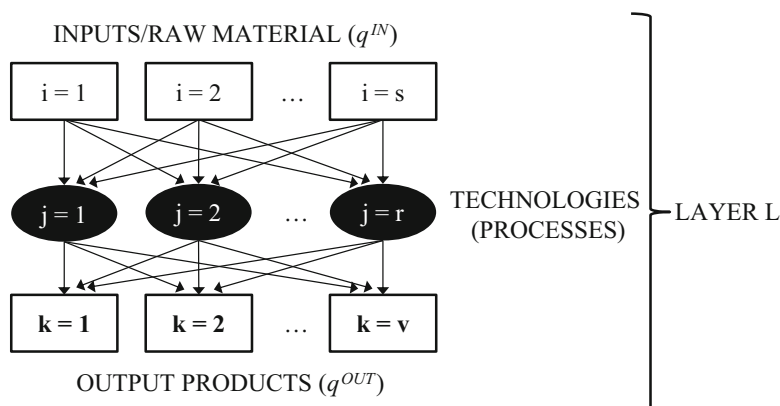 INPUTS/RAW MATERIAL (q^IN)
i = 1
i = 2
...
i = s
j = 1
j = 2
...
j = r
TECHNOLOGIES
(PROCESSES)
LAYER L
k = 1
k = 2
...
k = v
OUTPUT PRODUCTS (q^OUT)